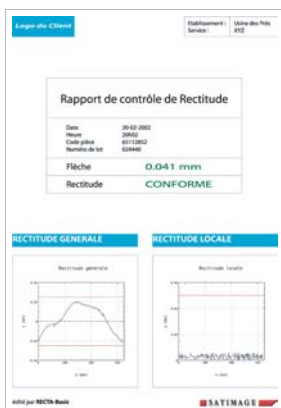 Logo du Client
Etablissement : Usine des Prés
Service : XYZ
Rapport de contrôle de Rectitude
Date 20-02-2002
Heure 20h02
Code pièce 65112852
Numéro de lot 024440
Flèche 0.041 mm
Rectitude CONFORME
RECTITUDE GENERALE RECTITUDE LOCALE
Rectitude générale Rectitude locale
édité par RECTA-Basic SATIMAGE